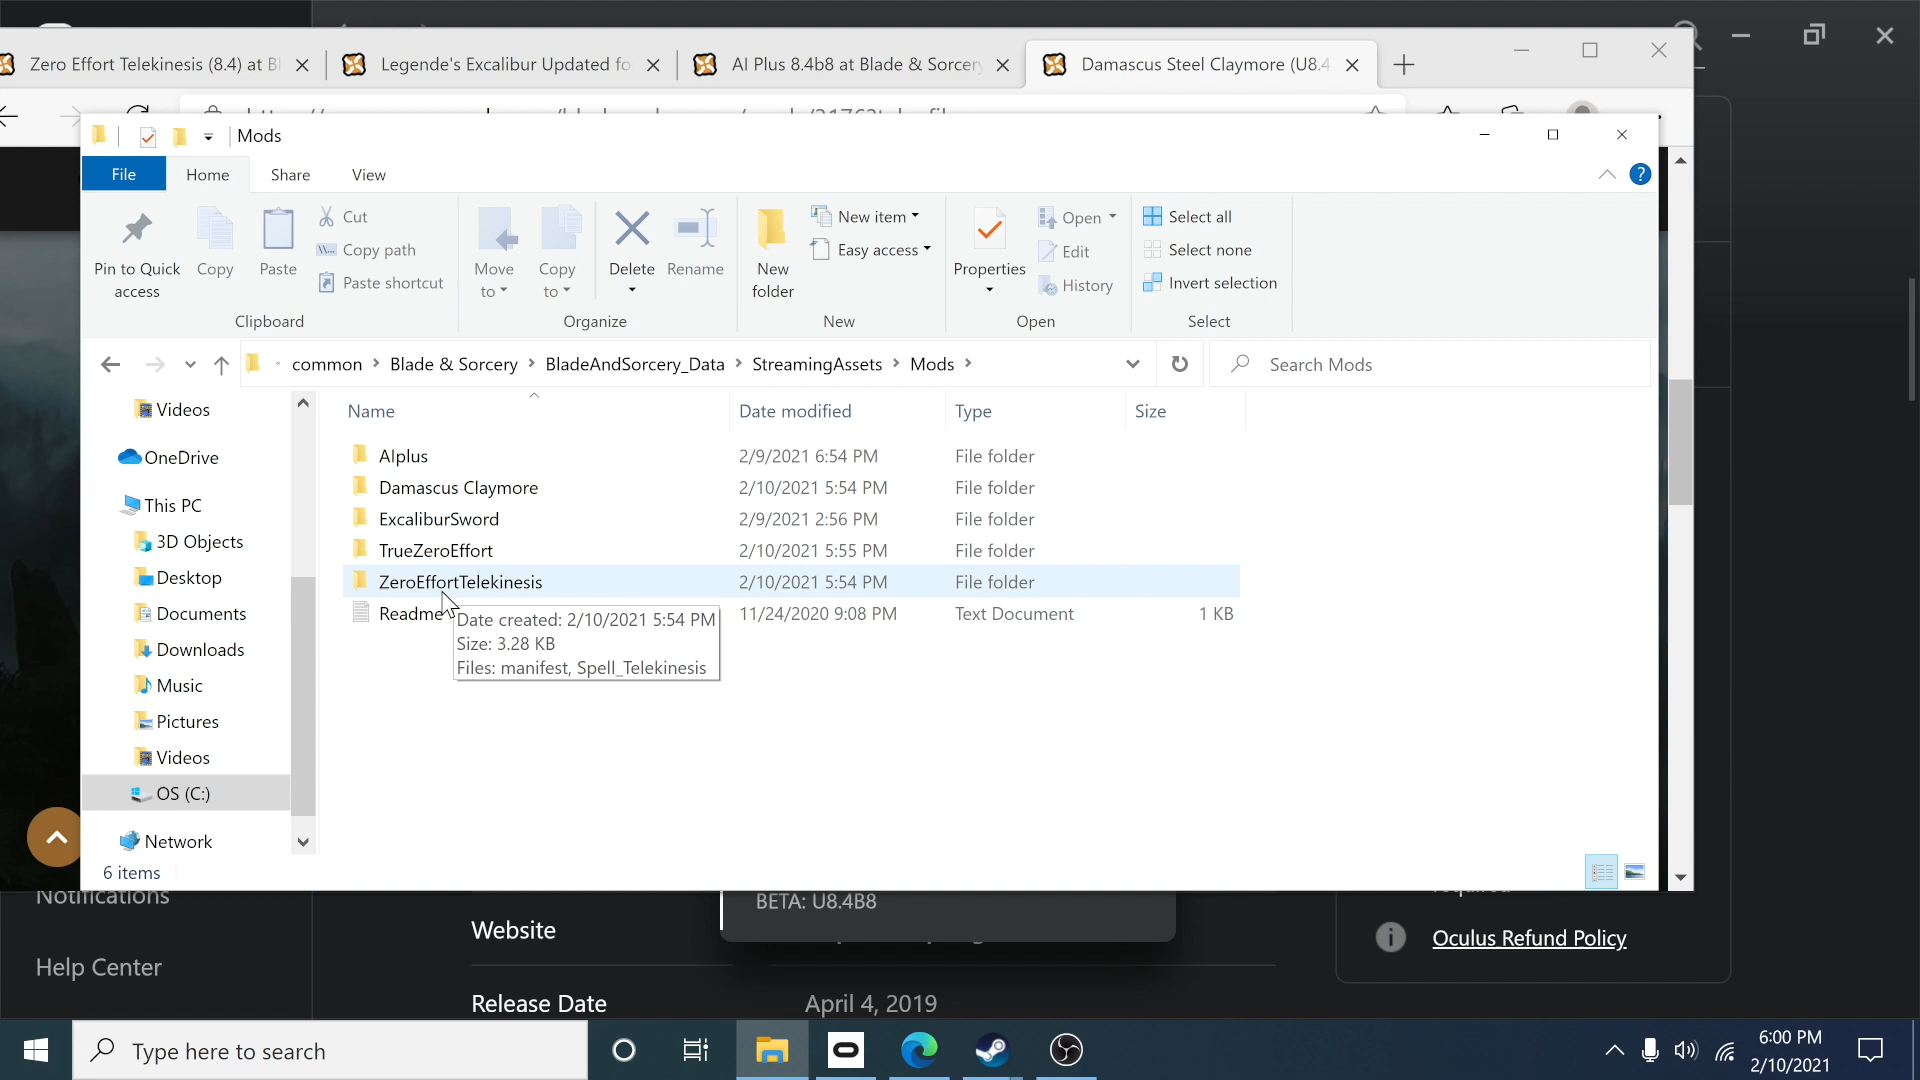 Zero Effort Telekinesis (8.4) at Bl
Legende's Excalibur Updated fo
AI Plus 8.4b8 at Blade & Sorcery
Damascus Steel Claymore (U8.4
Mods
File
Home
Share
View
Pin to Quick
access
Copy
Paste
Cut
Copy path
Paste shortcut
Clipboard
Move
to
Copy
to
Delete
Rename
Organize
New
folder
New item
Easy access
New
Properties
Open
Edit
History
Open
Select all
Select none
Invert selection
Select
common > Blade & Sorcery > BladeAndSorcery_Data > StreamingAssets > Mods >
Search Mods
Videos
OneDrive
This PC
3D Objects
Desktop
Documents
Downloads
Music
Pictures
Videos
OS (C:)
Network
Name Date modified Type Size
AIplus 2/9/2021 6:54 PM File folder
Damascus Claymore 2/10/2021 5:54 PM File folder
ExcaliburSword 2/9/2021 2:56 PM File folder
TrueZeroEffort 2/10/2021 5:55 PM File folder
ZeroEffortTelekinesis 2/10/2021 5:54 PM File folder
Readme 11/24/2020 9:08 PM Text Document 1 KB
Date created: 2/10/2021 5:54 PM
Size: 3.28 KB
Files: manifest, Spell_Telekinesis
6 items
Notifications
Help Center
BETA: U8.4B8
Website
Release Date April 4, 2019
Oculus Refund Policy
Type here to search
6:00 PM
2/10/2021